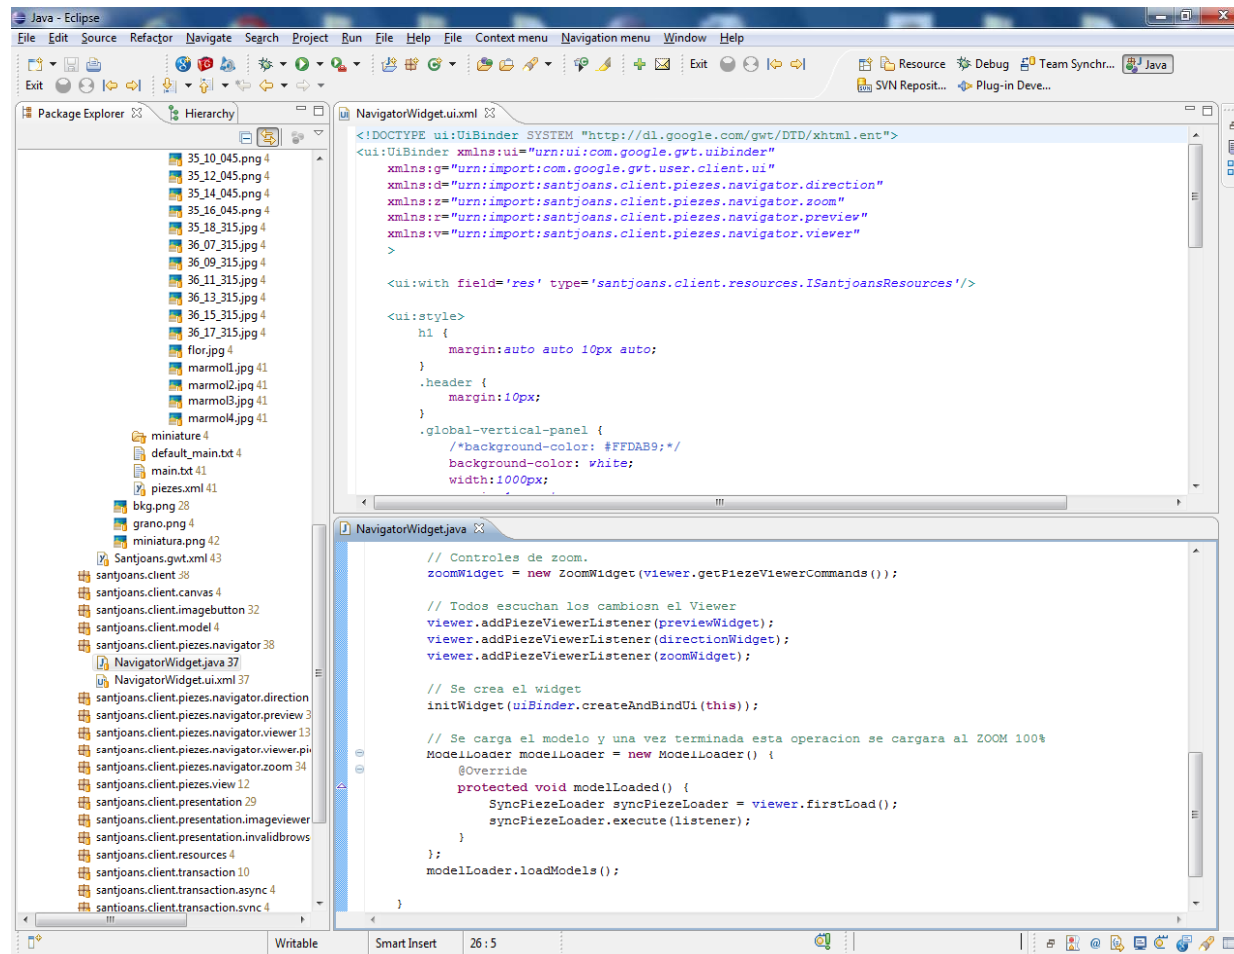 Java - Eclipse
File Edit Source Refactor Navigate Search Project Run File Help File Context menu Navigation menu Window Help
Exit
Resource Debug Team Synchr... Java
Exit
SVN Reposit... Plug-in Deve...
Package Explorer Hierarchy
35_10_045.png 4
35_12_045.png 4
35_14_045.png 4
35_16_045.png 4
35_18_315.jpg 4
36_07_315.jpg 4
36_09_315.jpg 4
36_11_315.jpg 4
36_13_315.jpg 4
36_15_315.jpg 4
36_17_315.jpg 4
flor.jpg 4
marmol1.jpg 41
marmol2.jpg 41
marmol3.jpg 41
marmol4.jpg 41
miniature 4
default_main.txt 4
main.txt 41
piezes.xml 41
bkg.png 28
grano.png 4
miniatura.png 42
Santjoans.gwt.xml 43
santjoans.client 38
santjoans.client.canvas 4
santjoans.client.imagebutton 32
santjoans.client.model 4
santjoans.client.piezes.navigator 38
NavigatorWidget.java 37
NavigatorWidget.ui.xml 37
santjoans.client.piezes.navigator.direction
santjoans.client.piezes.navigator.preview 3
santjoans.client.piezes.navigator.viewer 13
santjoans.client.piezes.navigator.viewer.pi
santjoans.client.piezes.navigator.zoom 34
santjoans.client.piezes.view 12
santjoans.client.presentation 29
santjoans.client.presentation.imageviewer
santjoans.client.presentation.invalidbrows
santjoans.client.resources 4
santjoans.client.transaction 10
santjoans.client.transaction.async 4
santjoans.client.transaction.sync 4
NavigatorWidget.ui.xml
<!DOCTYPE ui:UiBinder SYSTEM "http://dl.google.com/gwt/DTD/xhtml.ent">
<ui:UiBinder xmlns:ui="urn:ui:com.google.gwt.uibinder"
xmlns:g="urn:import:com.google.gwt.user.client.ui"
xmlns:d="urn:import:santjoans.client.piezes.navigator.direction"
xmlns:z="urn:import:santjoans.client.piezes.navigator.zoom"
xmlns:r="urn:import:santjoans.client.piezes.navigator.preview"
xmlns:v="urn:import:santjoans.client.piezes.navigator.viewer"
>
<ui:with field='res' type='santjoans.client.resources.ISantjoansResources'/>
<ui:style>
h1 {
margin:auto auto 10px auto;
}
.header {
margin:10px;
}
.global-vertical-panel {
/*background-color: #FFDAB9;*/
background-color: white;
width:1000px;
NavigatorWidget.java
// Controles de zoom.
zoomWidget = new ZoomWidget(viewer.getPiezeViewerCommands());
// Todos escuchan los cambiosn el Viewer
viewer.addPiezeViewerListener(previewWidget);
viewer.addPiezeViewerListener(directionWidget);
viewer.addPiezeViewerListener(zoomWidget);
// Se crea el widget
initWidget(uiBinder.createAndBindUi(this));
// Se carga el modelo y una vez terminada esta operacion se cargara al ZOOM 100%
ModelLoader modelLoader = new ModelLoader() {
@Override
protected void modelLoaded() {
SyncPiezeLoader syncPiezeLoader = viewer.firstLoad();
syncPiezeLoader.execute(listener);
}
};
modelLoader.loadModels();
}
Writable Smart Insert 26 : 5